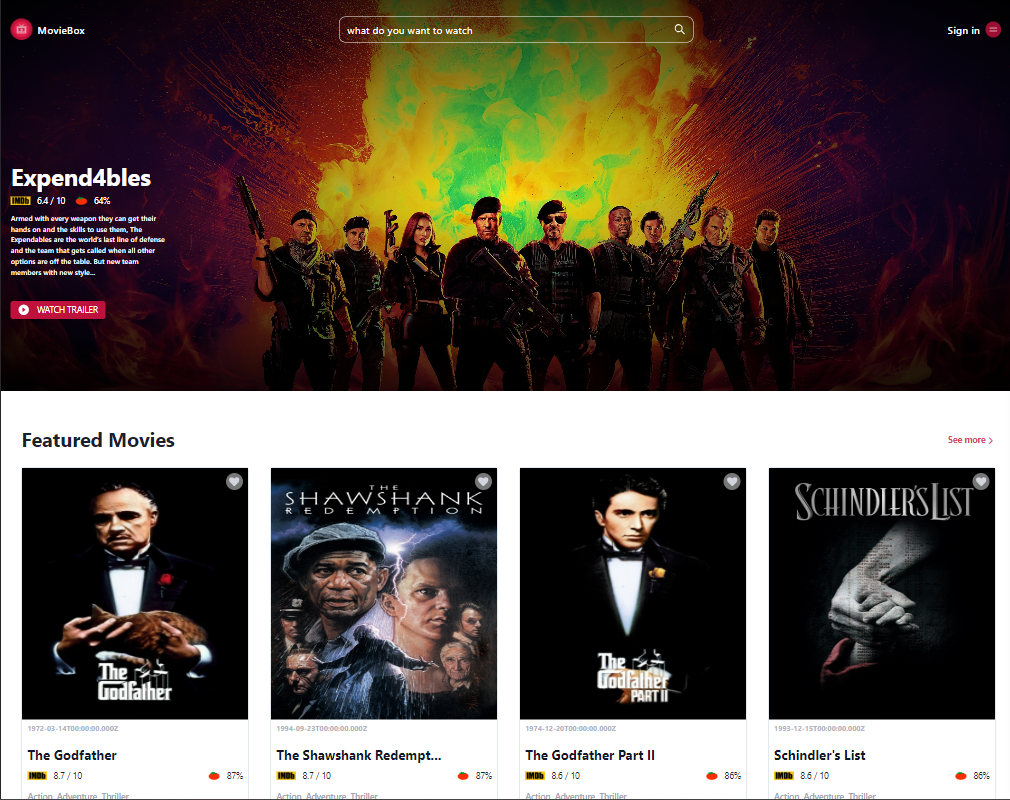 MovieBox
what do you want to watch
Sign in
Expend4bles
IMDb 6.4 / 10 64%
Armed with every weapon they can get their
hands on and the skills to use them, The
Expendables are the world's last line of defense
and the team that gets called when all other
options are off the table. But new team
members with new style...
WATCH TRAILER
Featured Movies
See more >
The
Godfather
THE
SHAWSHANK
REDEMPTION
The
Godfather
PART II
SCHINDLER'S LIST
1972-03-14T00:00:00.000Z
1994-09-23T00:00:00.000Z
1974-12-20T00:00:00.000Z
1993-12-15T00:00:00.000Z
The Godfather
The Shawshank Redempt...
The Godfather Part II
Schindler's List
IMDb 8.7 / 10 87%
IMDb 8.7 / 10 87%
IMDb 8.6 / 10 86%
IMDb 8.6 / 10 86%
Action, Adventure, Thriller
Action, Adventure, Thriller
Action, Adventure, Thriller
Action, Adventure, Thriller